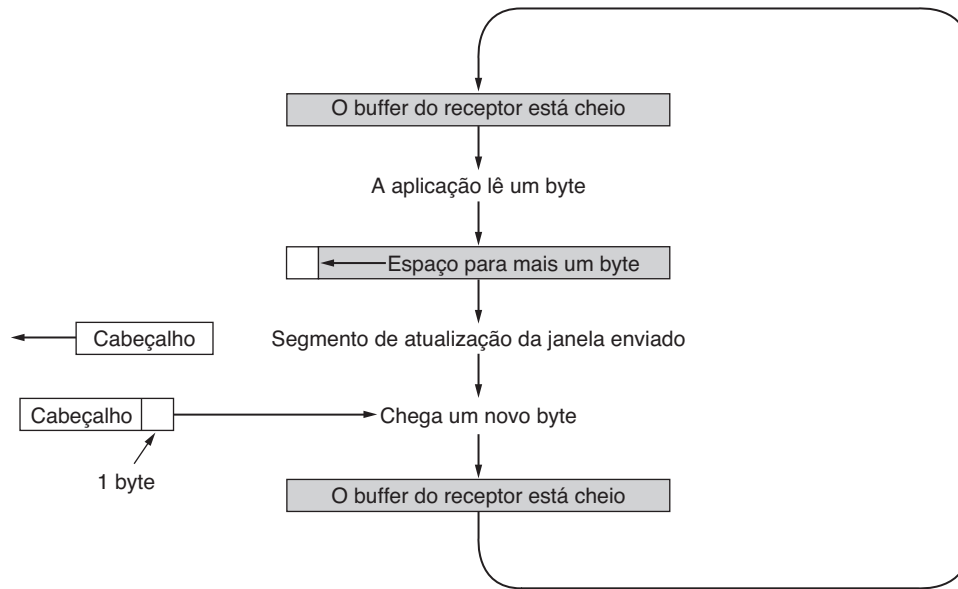 O buffer do receptor está cheio
A aplicação lê um byte
Espaço para mais um byte
Cabeçalho
Segmento de atualização da janela enviado
Cabeçalho
Chega um novo byte
1 byte
O buffer do receptor está cheio